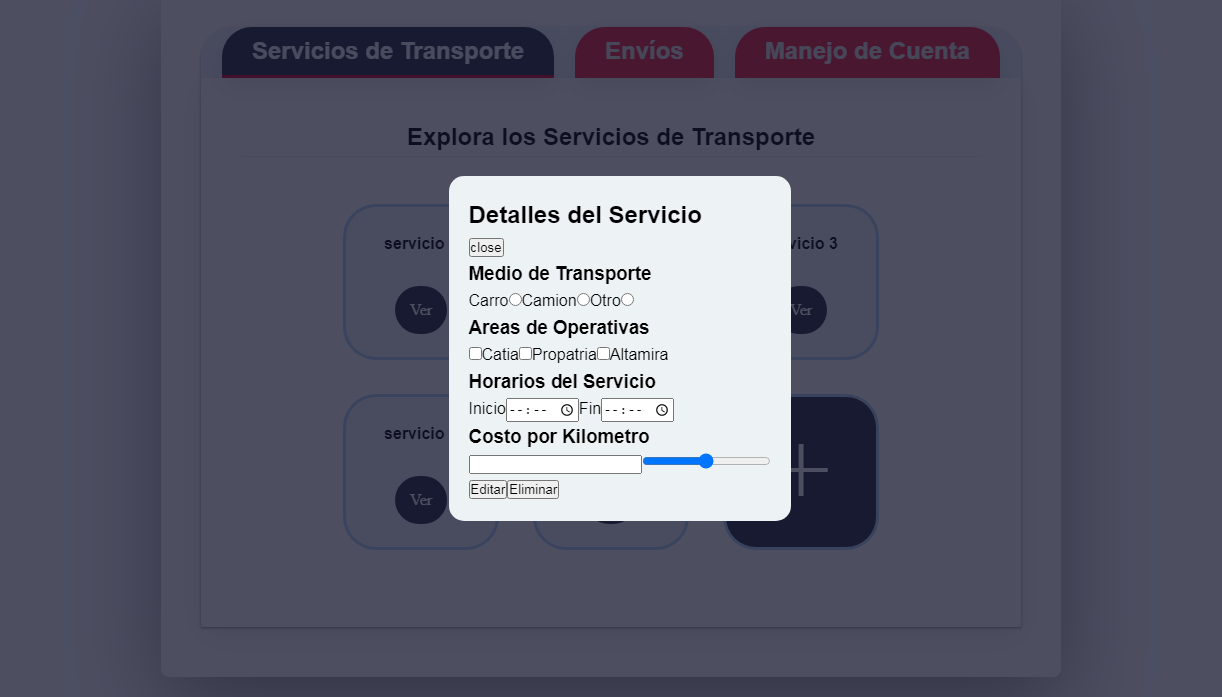 Servicios de Transporte Envíos Manejo de Cuenta
Explora los Servicios de Transporte
Detalles del Servicio
close
Medio de Transporte
Carro Camion Otro
Areas de Operativas
Catia Propatria Altamira
Horarios del Servicio
Inicio --:-- Fin --:--
Costo por Kilometro
Editar Eliminar
servicio
vicio 3
Ver
Ver
servicio
Ver